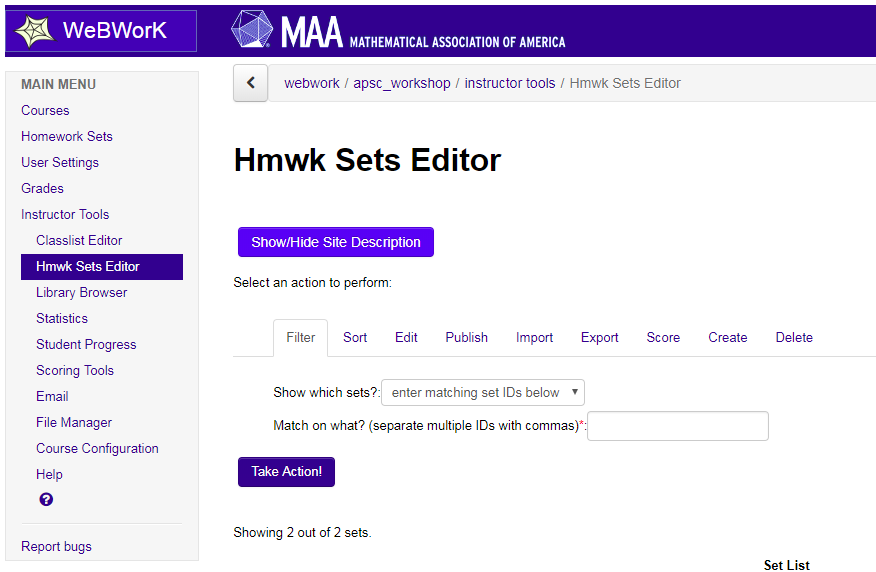 WeBWorK
MAA MATHEMATICAL ASSOCIATION OF AMERICA
MAIN MENU
Courses
Homework Sets
User Settings
Grades
Instructor Tools
Classlist Editor
Hmwk Sets Editor
Library Browser
Statistics
Student Progress
Scoring Tools
Email
File Manager
Course Configuration
Help
?
Report bugs
webwork / apsc_workshop / instructor tools / Hmwk Sets Editor
Hmwk Sets Editor
Show/Hide Site Description
Select an action to perform:
Filter Sort Edit Publish Import Export Score Create Delete
Show which sets?: enter matching set IDs below
Match on what? (separate multiple IDs with commas)*:
Take Action!
Showing 2 out of 2 sets.
Set List